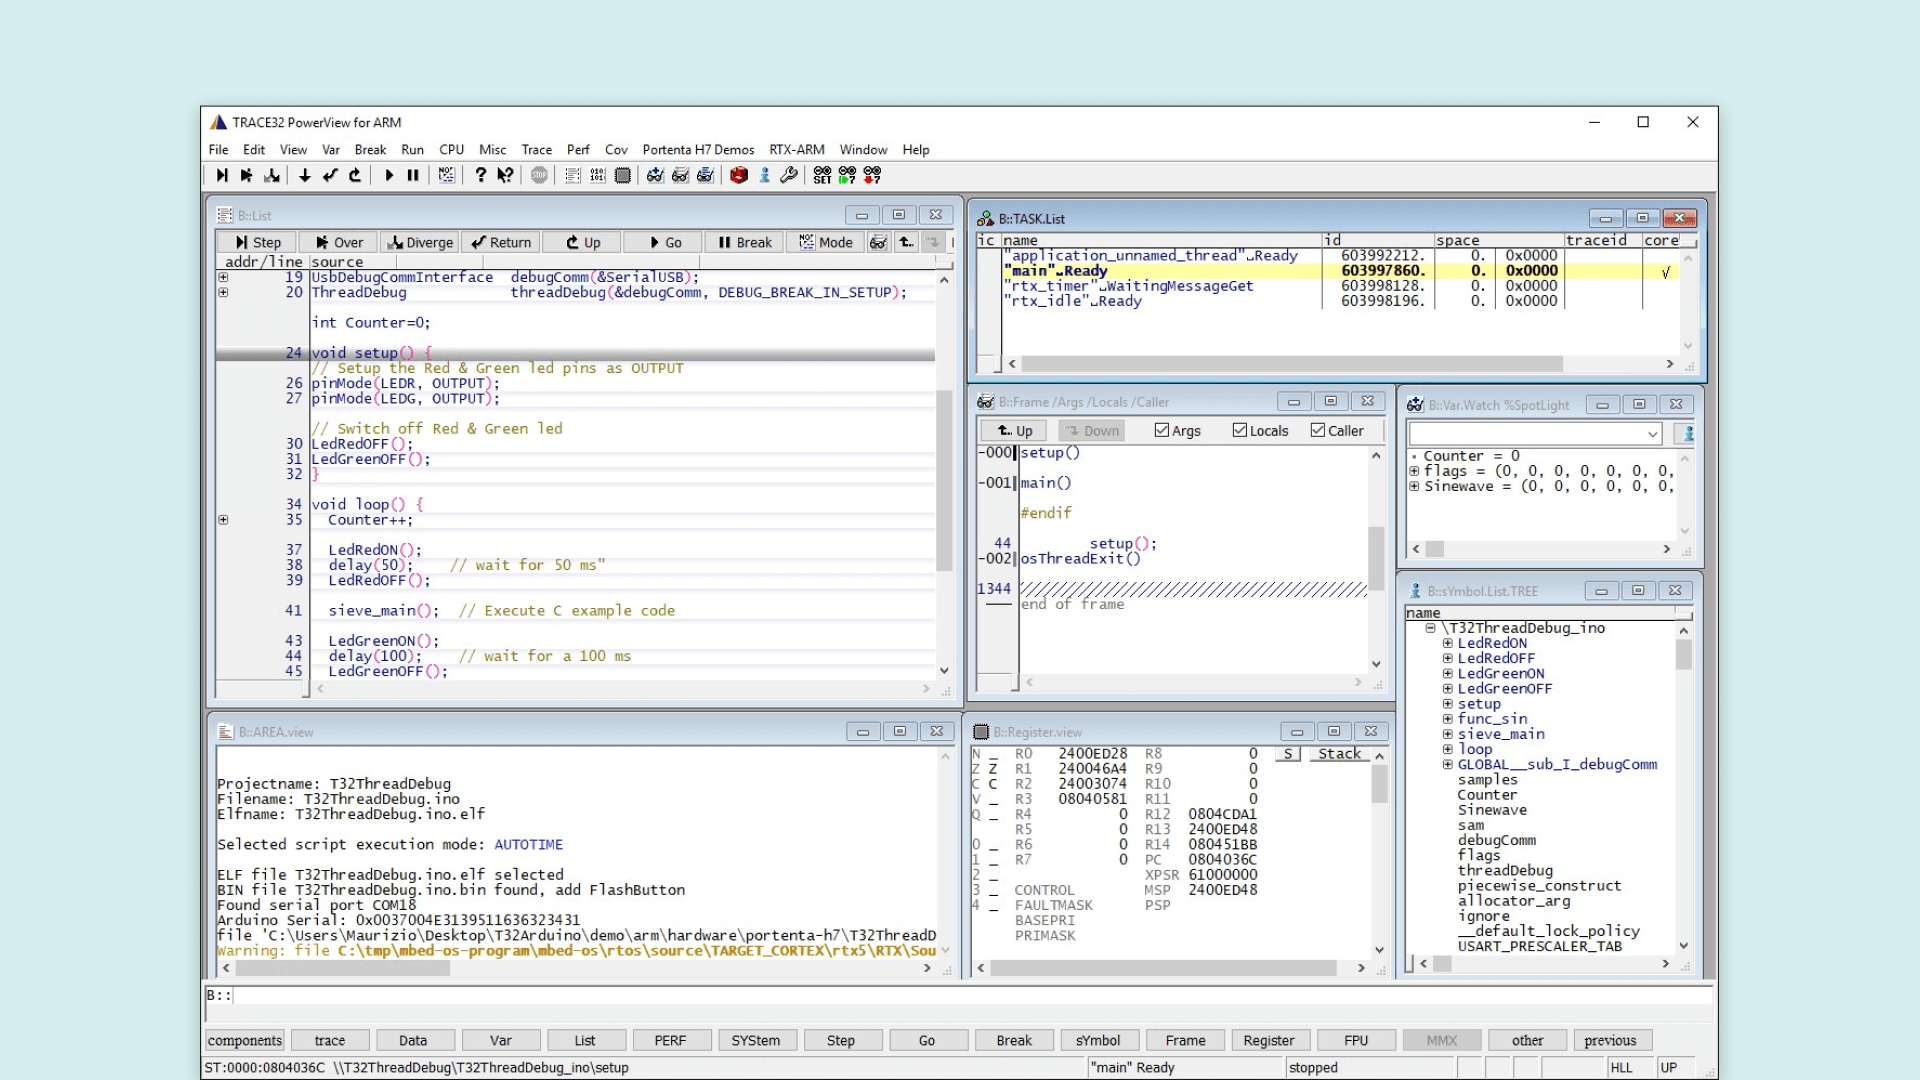 TRACE32 PowerView for ARM
File Edit View Var Break Run CPU Misc Trace Perf Cov Portenta H7 Demos RTX-ARM Window Help
B::List
Step Over Diverge Return Up Go Break Mode
addr/line source
19 UsbDebugCommInterface debugComm(&SerialUSB);
20 ThreadDebug threadDebug(&debugComm, DEBUG_BREAK_IN_SETUP);
int Counter=0;
24 void setup() {
// Setup the Red & Green led pins as OUTPUT
26 pinMode(LEDR, OUTPUT);
27 pinMode(LEDG, OUTPUT);
// Switch off Red & Green led
30 LedRedOFF();
31 LedGreenOFF();
32 }
34 void loop() {
35 Counter++;
37 LedRedON();
38 delay(50); // wait for 50 ms"
39 LedRedOFF();
41 sieve_main(); // Execute C example code
43 LedGreenON();
44 delay(100); // wait for a 100 ms
45 LedGreenOFF();
B::TASK.List
ic name id space traceid core
"application_unnamed_thread"␣Ready 603992212. 0. 0x0000
"main"␣Ready 603997860. 0. 0x0000 √
"rtx_timer"␣WaitingMessageGet 603998128. 0. 0x0000
"rtx_idle"␣Ready 603998196. 0. 0x0000
B::Frame /Args /Locals /Caller
Up Down Args Locals Caller
-000 setup()
-001 main()
#endif
44 setup();
-002 osThreadExit()
1344
end of frame
B::Var.Watch %SpotLight
Counter = 0
flags = (0, 0, 0, 0, 0, 0, 0,
Sinewave = (0, 0, 0, 0, 0, 0,
B::sYmbol.List.TREE
name
\T32ThreadDebug_ino
LedRedON
LedRedOFF
LedGreenON
LedGreenOFF
setup
func_sin
sieve_main
loop
GLOBAL__sub_I_debugComm
samples
Counter
Sinewave
sam
debugComm
flags
threadDebug
piecewise_construct
allocator_arg
ignore
__default_lock_policy
USART_PRESCALER_TAB
B::AREA.view
Projectname: T32ThreadDebug
Filename: T32ThreadDebug.ino
Elfname: T32ThreadDebug.ino.elf
Selected script execution mode: AUTOTIME
ELF file T32ThreadDebug.ino.elf selected
BIN file T32ThreadDebug.ino.bin found, add FlashButton
Found serial port COM18
Arduino Serial: 0x0037004E3139511636323431
file 'C:\Users\Maurizio\Desktop\T32Arduino\demo\arm\hardware\portenta-h7\T32ThreadD
Warning: file C:\tmp\mbed-os-program\mbed-os\rtos\source\TARGET_CORTEX\rtx5\RTX\Sou
B::Register.view
N _ R0 2400ED28 R8 0 S Stack
Z Z R1 240046A4 R9 0
C C R2 24003074 R10 0
V _ R3 08040581 R11 0
Q _ R4 0 R12 0804CDA1
R5 0 R13 2400ED48
0 _ R6 0 R14 080451BB
1 _ R7 0 PC 0804036C
2 _ XPSR 61000000
3 _ CONTROL MSP 2400ED48
4 _ FAULTMASK PSP
BASEPRI
PRIMASK
B::
components trace Data Var List PERF SYStem Step Go Break sYmbol Frame Register FPU MMX other previous
ST:0000:0804036C \\T32ThreadDebug\T32ThreadDebug_ino\setup "main" Ready stopped HLL UP